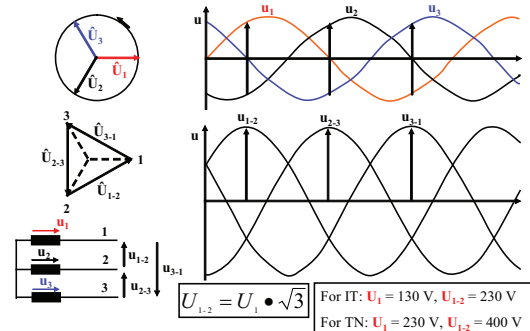 Û3
Û1
Û2
u
u1
u2
u3
3
Û3-1
Û2-3
1
Û1-2
2
u
u1-2
u2-3
u3-1
u1
1
u2
2
u1-2
u3-1
u3
3
u2-3
U1-2 = U1 • √3
For IT: U1 = 130 V, U1-2 = 230 V
For TN: U1 = 230 V, U1-2 = 400 V